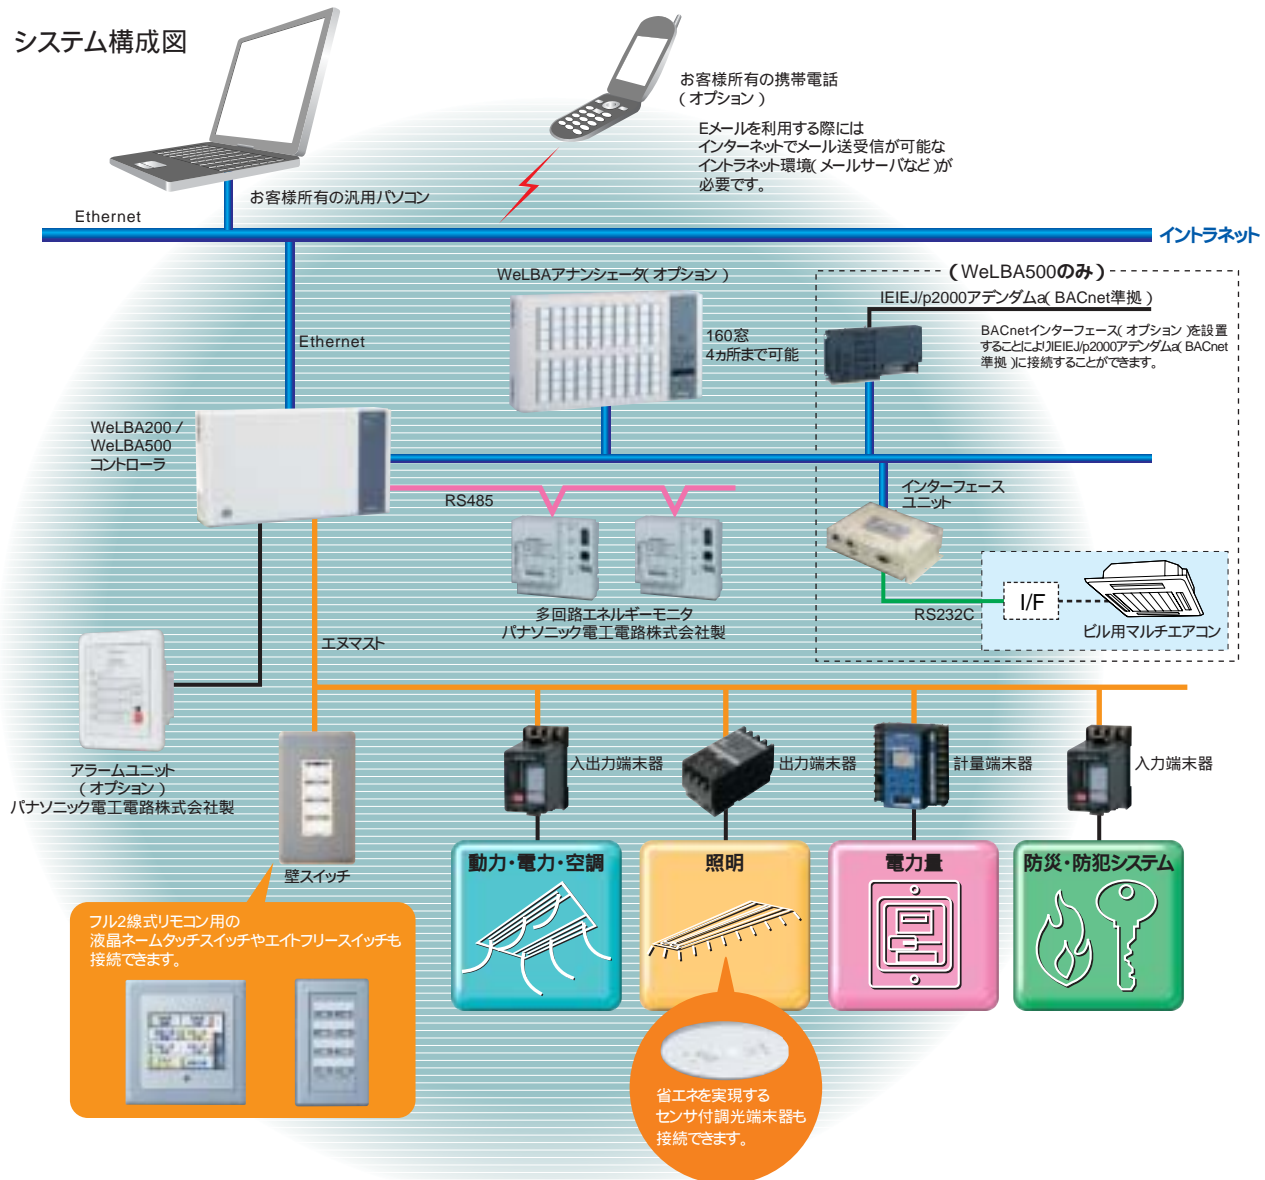 システム構成図
お客様所有の携帯電話
（オプション）
Eメールを利用する際には
インターネットでメール送受信が可能な
イントラネット環境（メールサーバなど）が
必要です。
お客様所有の汎用パソコン
Ethernet
イントラネット
Ethernet
WeLBAアナンシェータ（オプション）
160窓
4ヵ所まで可能
（WeLBA500のみ）
IEIEJ/p2000アデンダムa（BACnet準拠）
BACnetインターフェース（オプション）を設置
することによりIEIEJ/p2000アデンダムa（BACnet
準拠）に接続することができます。
WeLBA200 /
WeLBA500
コントローラ
RS485
インターフェース
ユニット
多回路エネルギーモニタ
パナソニック電工電路株式会社製
RS232C
I/F
ビル用マルチエアコン
エヌマスト
アラームユニット
（オプション）
パナソニック電工電路株式会社製
壁スイッチ
入出力端末器
出力端末器
計量端末器
入力端末器
動力・電力・空調
照明
電力量
防災・防犯システム
フル2線式リモコン用の
液晶ネームタッチスイッチやエイトフリースイッチも
接続できます。
省エネを実現する
センサ付調光端末器も
接続できます。